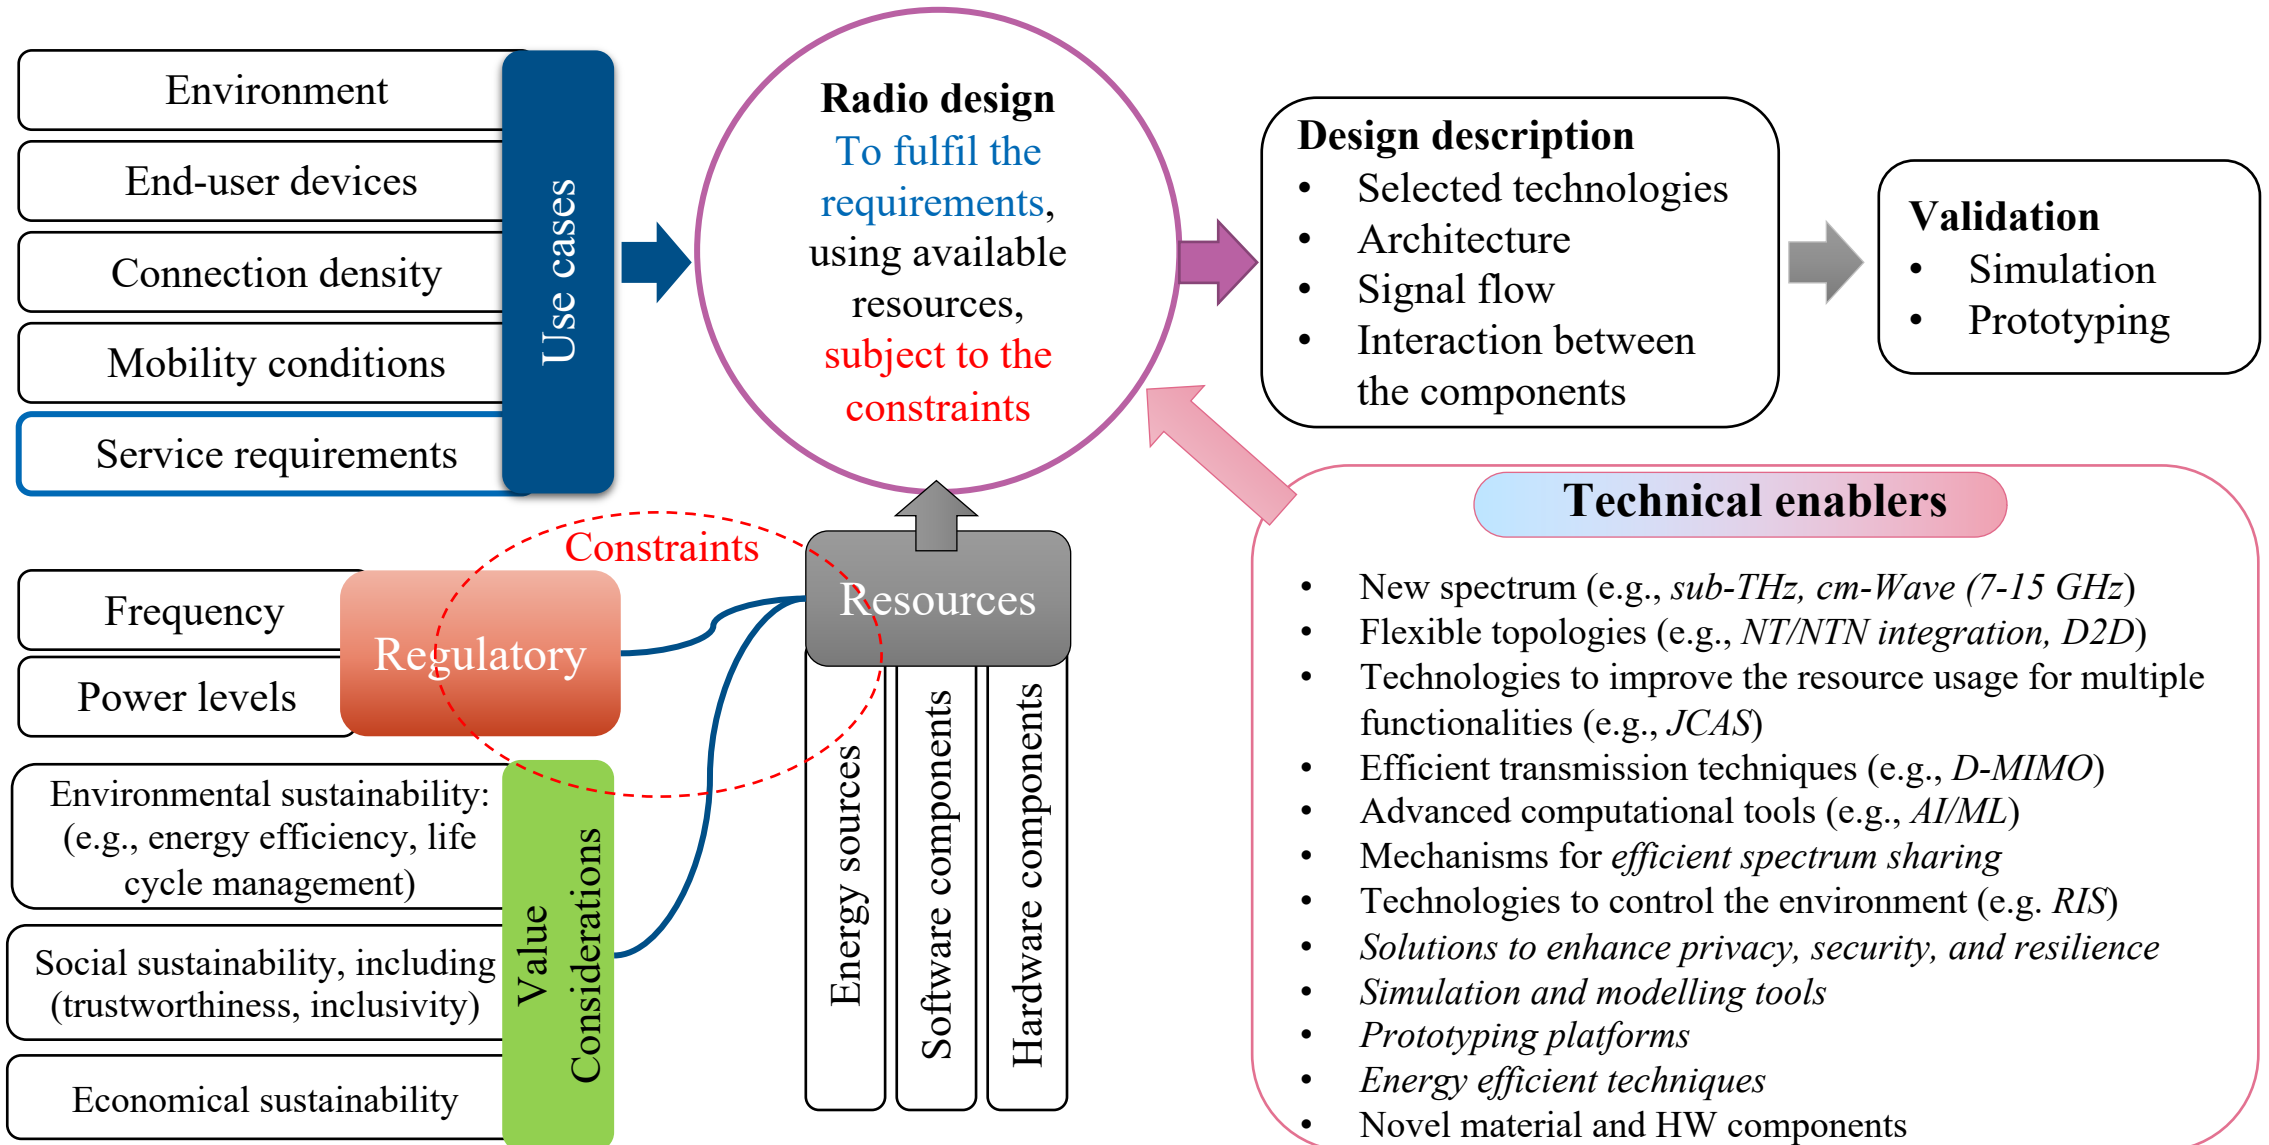 Environment
End-user devices
Connection density
Mobility conditions
Service requirements
Use cases
Radio design
To fulfil the
requirements,
using available
resources,
subject to the
constraints
Design description
• Selected technologies
• Architecture
• Signal flow
• Interaction between
the components
Validation
• Simulation
• Prototyping
Constraints
Frequency
Power levels
Regulatory
Environmental sustainability:
(e.g., energy efficiency, life
cycle management)
Social sustainability, including
(trustworthiness, inclusivity)
Economical sustainability
Value
Considerations
Resources
Energy sources
Software components
Hardware components
Technical enablers
• New spectrum (e.g., sub-THz, cm-Wave (7-15 GHz)
• Flexible topologies (e.g., NT/NTN integration, D2D)
• Technologies to improve the resource usage for multiple
functionalities (e.g., JCAS)
• Efficient transmission techniques (e.g., D-MIMO)
• Advanced computational tools (e.g., AI/ML)
• Mechanisms for efficient spectrum sharing
• Technologies to control the environment (e.g. RIS)
• Solutions to enhance privacy, security, and resilience
• Simulation and modelling tools
• Prototyping platforms
• Energy efficient techniques
• Novel material and HW components